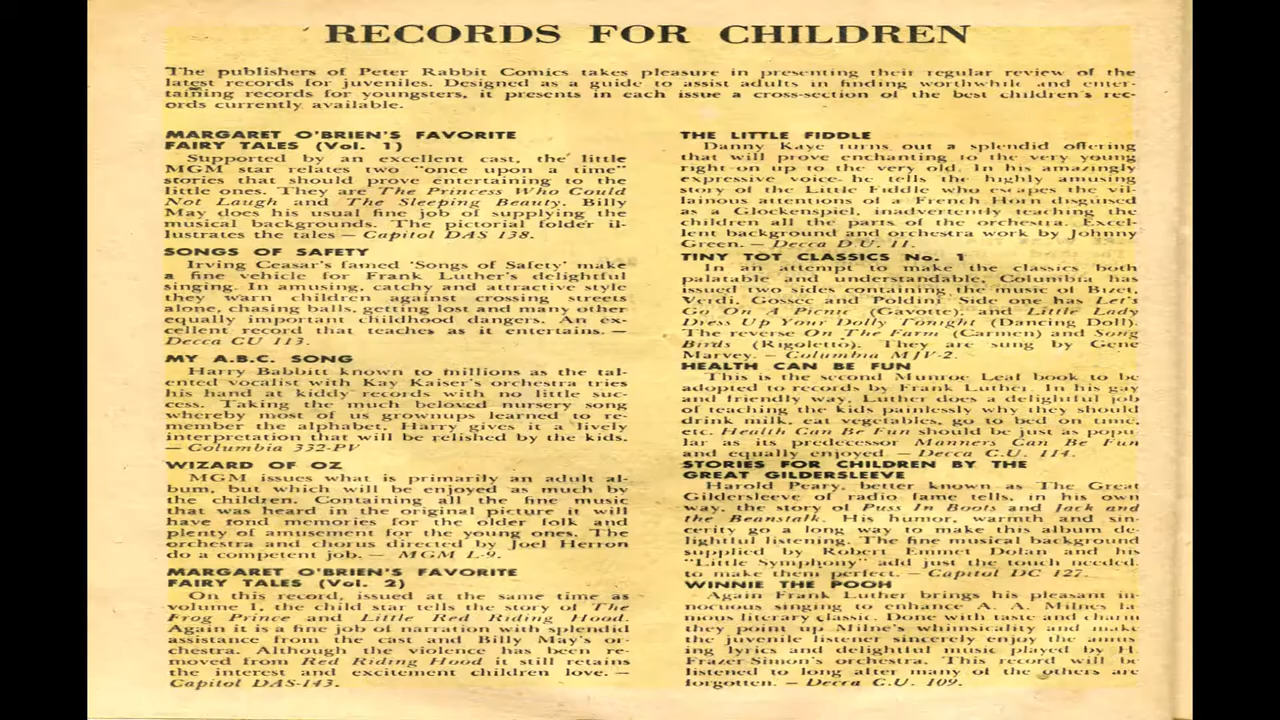 RECORDS FOR CHILDREN
The publishers of Peter Rabbit Comics takes pleasure in presenting their regular review of the
latest records for juveniles. Designed as a guide to assist adults in finding worthwhile and enter-
taining records for youngsters, it presents in each issue a cross-section of the best children's rec-
ords currently available.
MARGARET O'BRIEN'S FAVORITE
FAIRY TALES (Vol. 1)
Supported by an excellent cast, the little
MGM star relates two "once upon a time"
stories that should prove entertaining to the
little ones. They are The Princess Who Could
Not Laugh and The Sleeping Beauty. Billy
May does his usual fine job of supplying the
musical backgrounds. The pictorial folder il-
lustrates the tales — Capitol DAS 138.
SONGS OF SAFETY
Irving Ceasar's famed 'Songs of Safety' make
a fine vehicle for Frank Luther's delightful
singing. In amusing, catchy and attractive style
they warn children against crossing streets
alone, chasing balls, getting lost and many other
equally important childhood dangers. An ex-
cellent record that teaches as it entertains. —
Decca CU 113.
MY A.B.C. SONG
Harry Babbitt known to millions as the tal-
ented vocalist with Kay Kaiser's orchestra tries
his hand at kiddy records with no little suc-
cess. Taking the much beloved nursery song
whereby most of us grownups learned to re-
member the alphabet, Harry gives it a lively
interpretation that will be relished by the kids.
— Columbia 332-PV
WIZARD OF OZ
MGM issues what is primarily an adult al-
bum, but which will be enjoyed as much by
the children. Containing all the fine music
that was heard in the original picture it will
have fond memories for the older folk and
plenty of amusement for the young ones. The
orchestra and chorus directed by Joel Herron
do a competent job. — MGM L-9.
MARGARET O'BRIEN'S FAVORITE
FAIRY TALES (Vol. 2)
On this record, issued at the same time as
volume 1, the child star tells the story of The
Frog Prince and Little Red Riding Hood.
Again it is a fine job of narration with splendid
assistance from the cast and Billy May's or-
chestra. Although the violence has been re-
moved from Red Riding Hood it still retains
the interest and excitement children love. —
Capitol DAS-143.
THE LITTLE FIDDLE
Danny Kaye turns out a splendid offering
that will prove enchanting to the very young
right on up to the very old. In his amazingly
expressive voice he tells the highly amusing
story of the Little Fiddle who escapes the vil-
lainous attentions of a French Horn disguised
as a Glockenspiel, inadvertently teaching the
children all the parts of the orchestra. Excel-
lent background and orchestra work by Johnny
Green. — Decca D.U. 11.
TINY TOT CLASSICS No. 1
In an attempt to make the classics both
palatable and understandable, Columbia has
issued two sides containing the music of Bizet,
Verdi, Gossec and Poldini. Side one has Let's
Go On A Picnic (Gavotte), and Little Lady
Dress Up Your Dolly Tonight (Dancing Doll).
The reverse On The Farm (Carmen) and Song
Birds (Rigoletto). They are sung by Gene
Marvey. — Columbia MJV-2.
HEALTH CAN BE FUN
This is the second Munroe Leaf book to be
adopted to records by Frank Luther. In his gay
and friendly way, Luther does a delightful job
of teaching the kids painlessly why they should
drink milk, eat vegetables, go to bed on time,
etc. Health Can Be Fun should be just as popu-
lar as its predecessor Manners Can Be Fun
and equally enjoyed — Decca C.U. 114.
STORIES FOR CHILDREN BY THE
GREAT GILDERSLEEVE
Harold Peary, better known as The Great
Gildersleeve of radio fame tells, in his own
way, the story of Puss In Boots and Jack and
the Beanstalk. His humor, warmth and sin-
cerity go a long way to make this album de-
lightful listening. The fine musical background
supplied by Robert Emmet Dolan and his
"Little Symphony" add just the touch needed
to make them perfect. — Capitol DC 127.
WINNIE THE POOH
Again Frank Luther brings his pleasant in-
nocuous singing to enhance A. A. Milnes fa-
mous literary classic. Done with taste and charm
they point up Milne's whimsicality and make
the juvenile listener sincerely enjoy the amus-
ing lyrics and delightful music played by H.
Frazer-Simon's orchestra. This record will be
listened to long after many of the others are
forgotten. — Decca C.U. 109.